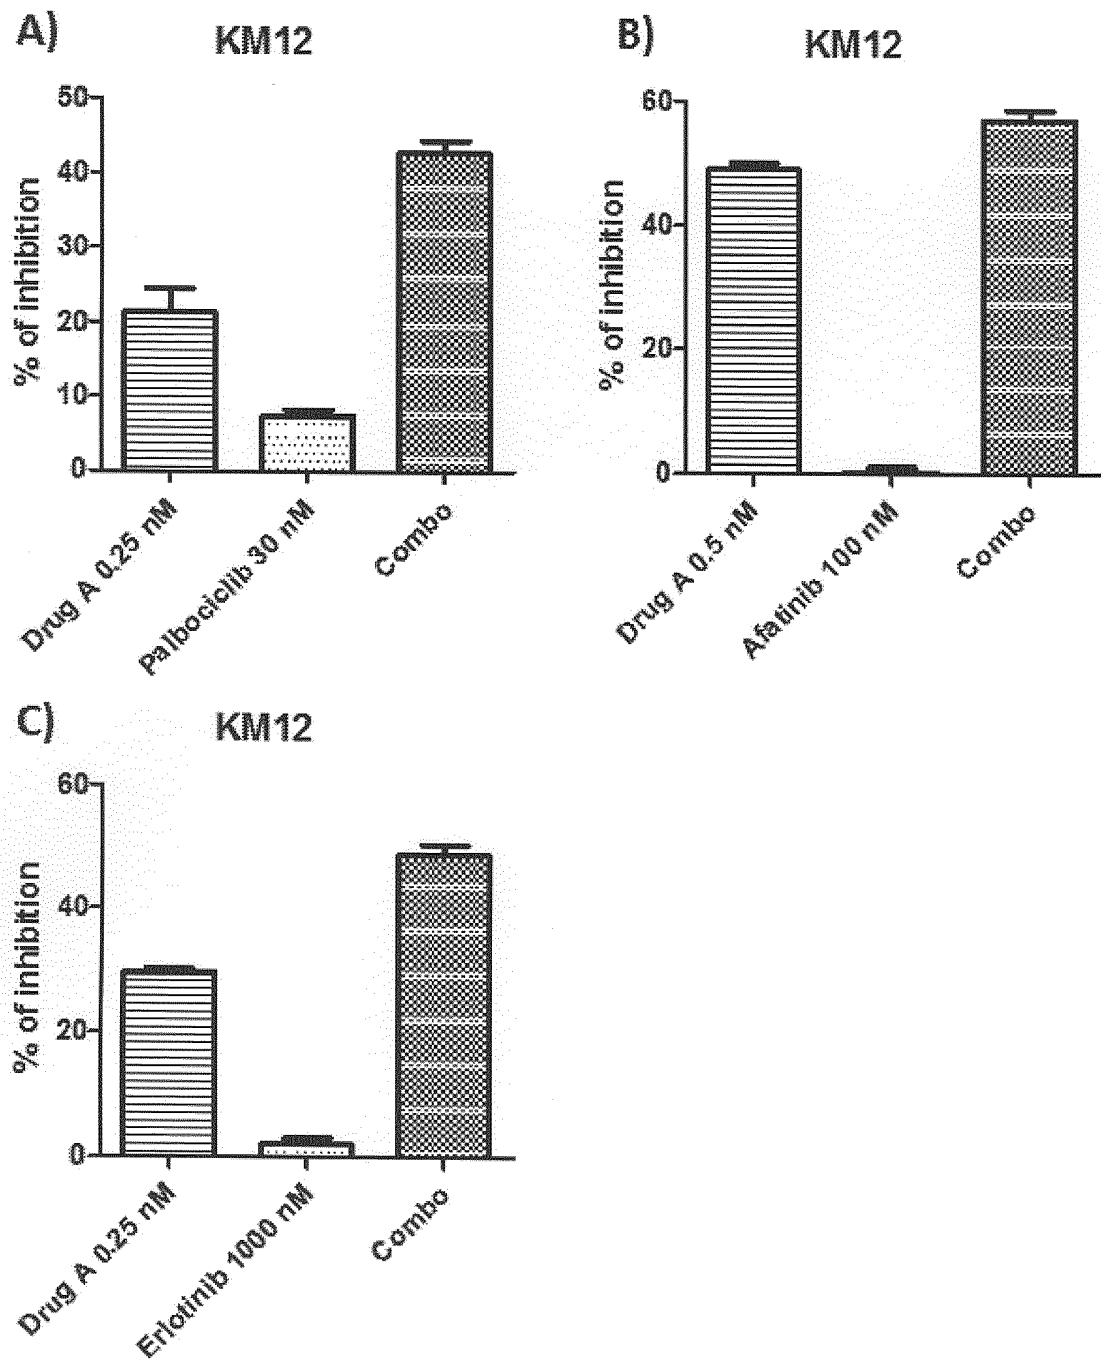 A)
KM12
% of inhibition
50
40
30
20
10
0
Drug A 0.25 nM
Palbociclib 30 nM
Combo
B)
KM12
% of inhibition
60
40
20
0
Drug A 0.5 nM
Afatinib 100 nM
Combo
C)
KM12
% of inhibition
60
40
20
0
Drug A 0.25 nM
Erlotinib 1000 nM
Combo